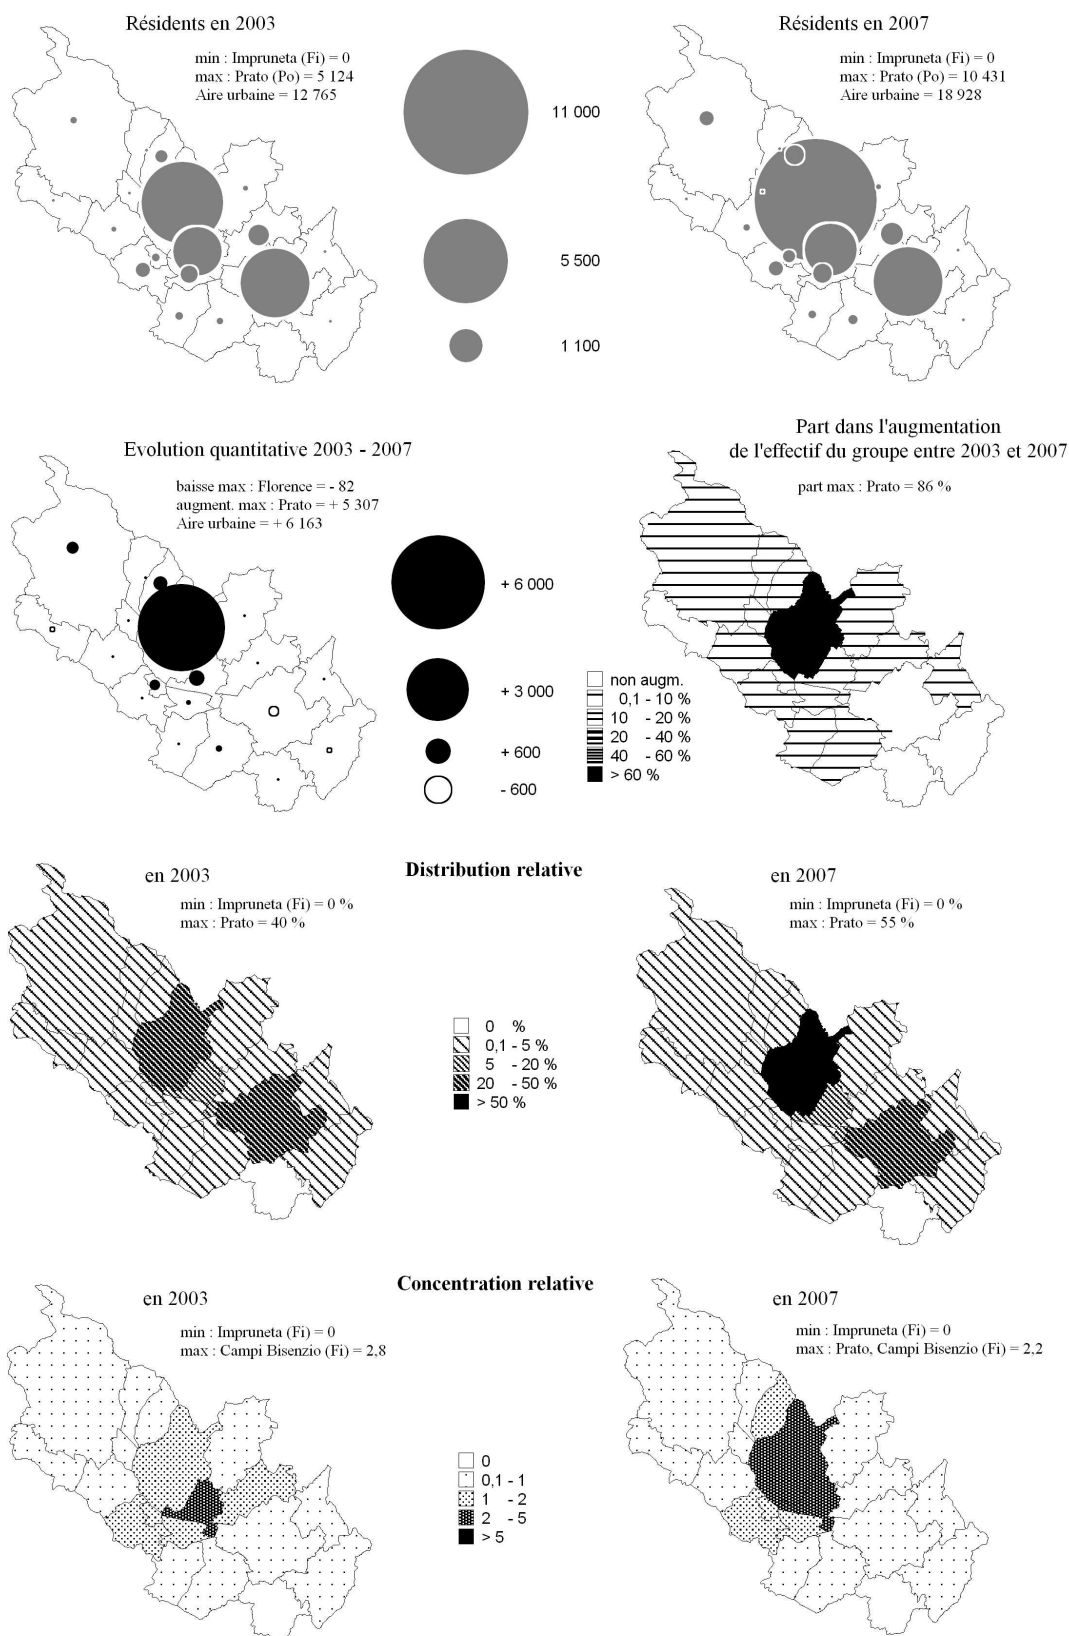 Résidents en 2003
min : Impruneta (Fi) = 0
max : Prato (Po) = 5 124
Aire urbaine = 12 765
11 000
5 500
1 100
Résidents en 2007
min : Impruneta (Fi) = 0
max : Prato (Po) = 10 431
Aire urbaine = 18 928
Evolution quantitative 2003 - 2007
baisse max : Florence = - 82
augment. max : Prato = + 5 307
Aire urbaine = + 6 163
+ 6 000
+ 3 000
+ 600
- 600
Part dans l'augmentation
de l'effectif du groupe entre 2003 et 2007
part max : Prato = 86 %
non augm.
0,1 - 10 %
10 - 20 %
20 - 40 %
40 - 60 %
> 60 %
Distribution relative
en 2003
min : Impruneta (Fi) = 0 %
max : Prato = 40 %
0 %
0,1 - 5 %
5 - 20 %
20 - 50 %
> 50 %
en 2007
min : Impruneta (Fi) = 0 %
max : Prato = 55 %
Concentration relative
en 2003
min : Impruneta (Fi) = 0
max : Campi Bisenzio (Fi) = 2,8
0
0,1 - 1
1 - 2
2 - 5
> 5
en 2007
min : Impruneta (Fi) = 0
max : Prato, Campi Bisenzio (Fi) = 2,2